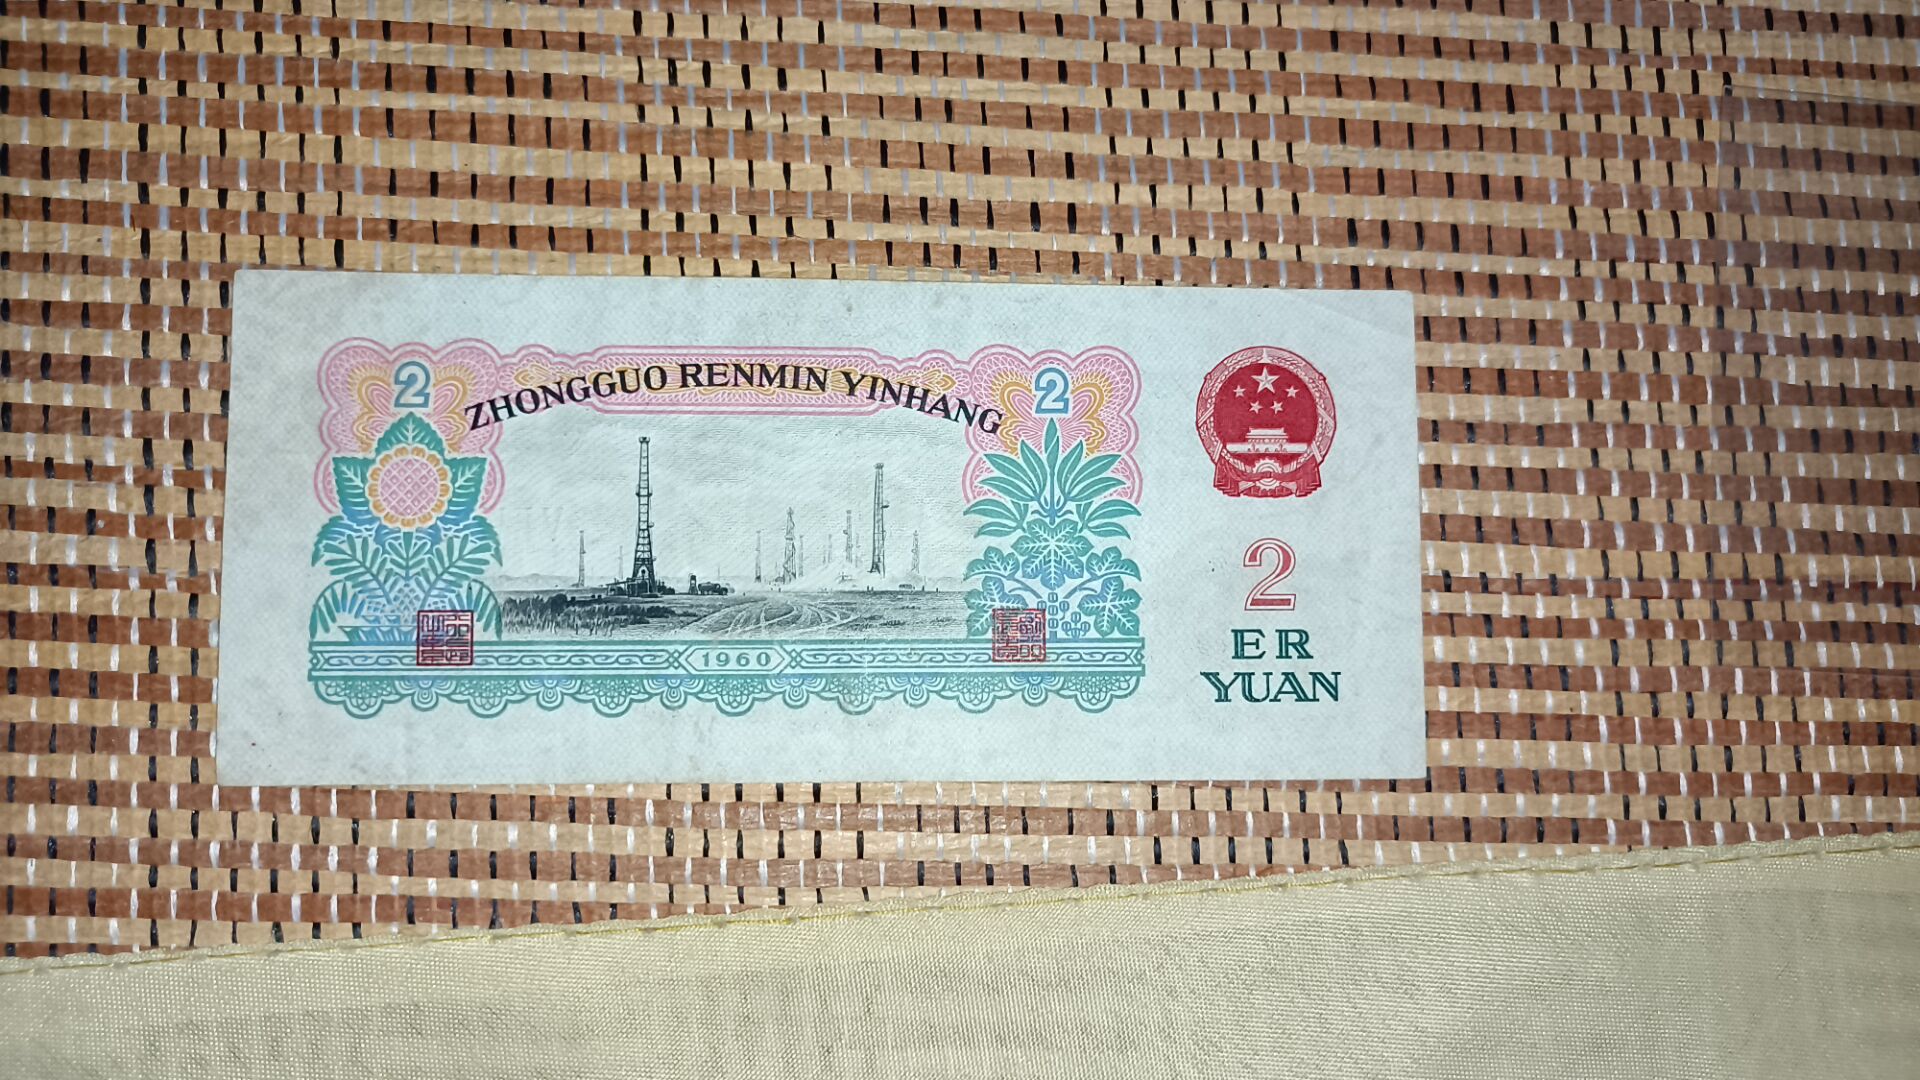 2 ZHONGGUO RENMIN YINHANG 2
1960
2
ER
YUAN